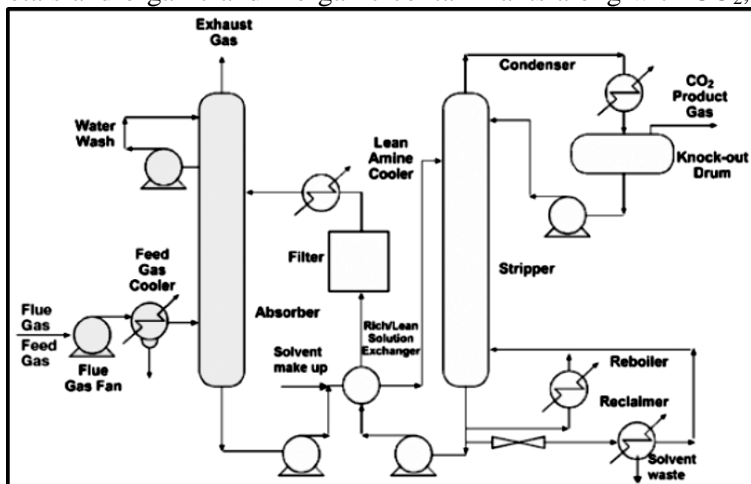 Exhaust
Gas
Condenser
CO₂
Product
Gas
Water
Wash
Lean
Amine
Cooler
Knock-out
Drum
Feed
Gas
Cooler
Filter
Stripper
Absorber
Flue
Gas
Feed
Gas
Flue
Gas Fan
Rich/Lean
Solution
Exchanger
Solvent
make up
Reboiler
Reclaimer
Solvent
waste